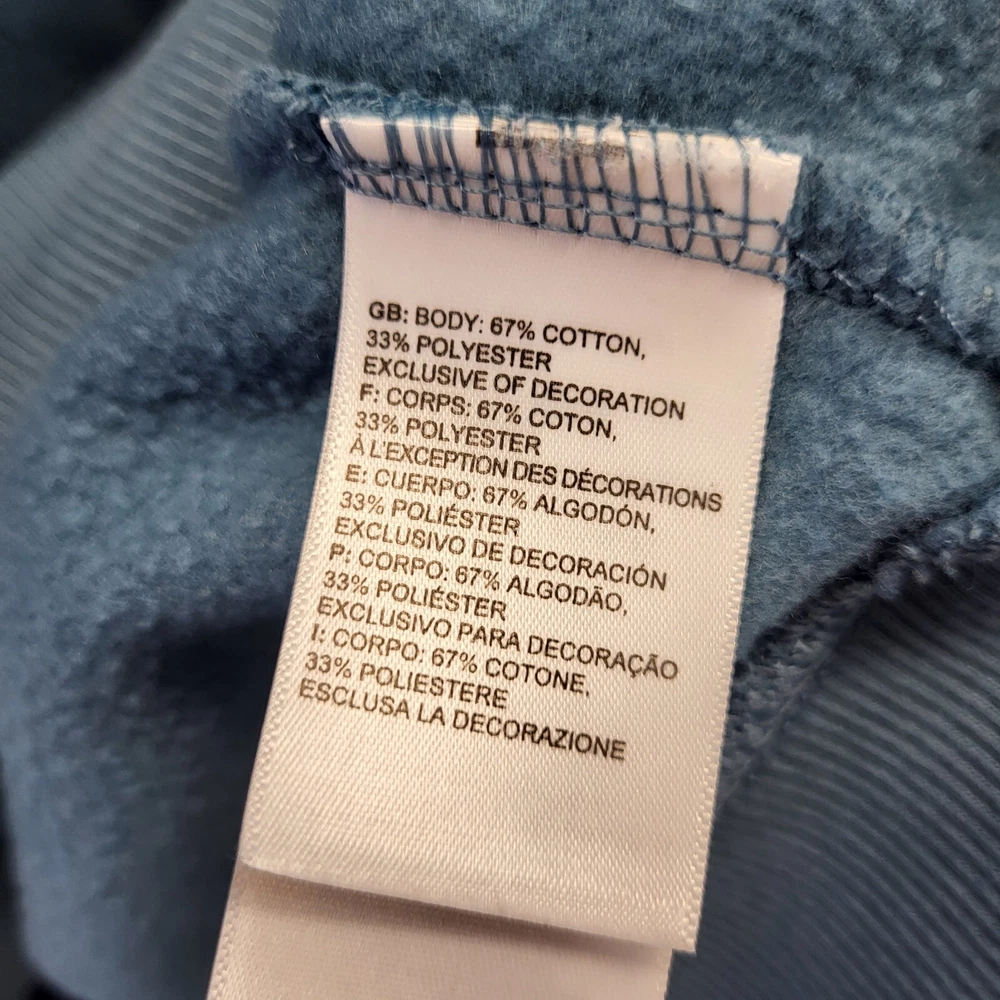 GB: BODY: 67% COTTON,
33% POLYESTER
EXCLUSIVE OF DECORATION
F: CORPS: 67% COTON,
33% POLYESTER
À L'EXCEPTION DES DÉCORATIONS
E: CUERPO: 67% ALGODÓN,
33% POLIÉSTER
EXCLUSIVO DE DECORACIÓN
P: CORPO: 67% ALGODÃO,
33% POLIÉSTER
EXCLUSIVO PARA DECORAÇÃO
I: CORPO: 67% COTONE,
33% POLIESTERE
ESCLUSA LA DECORAZIONE